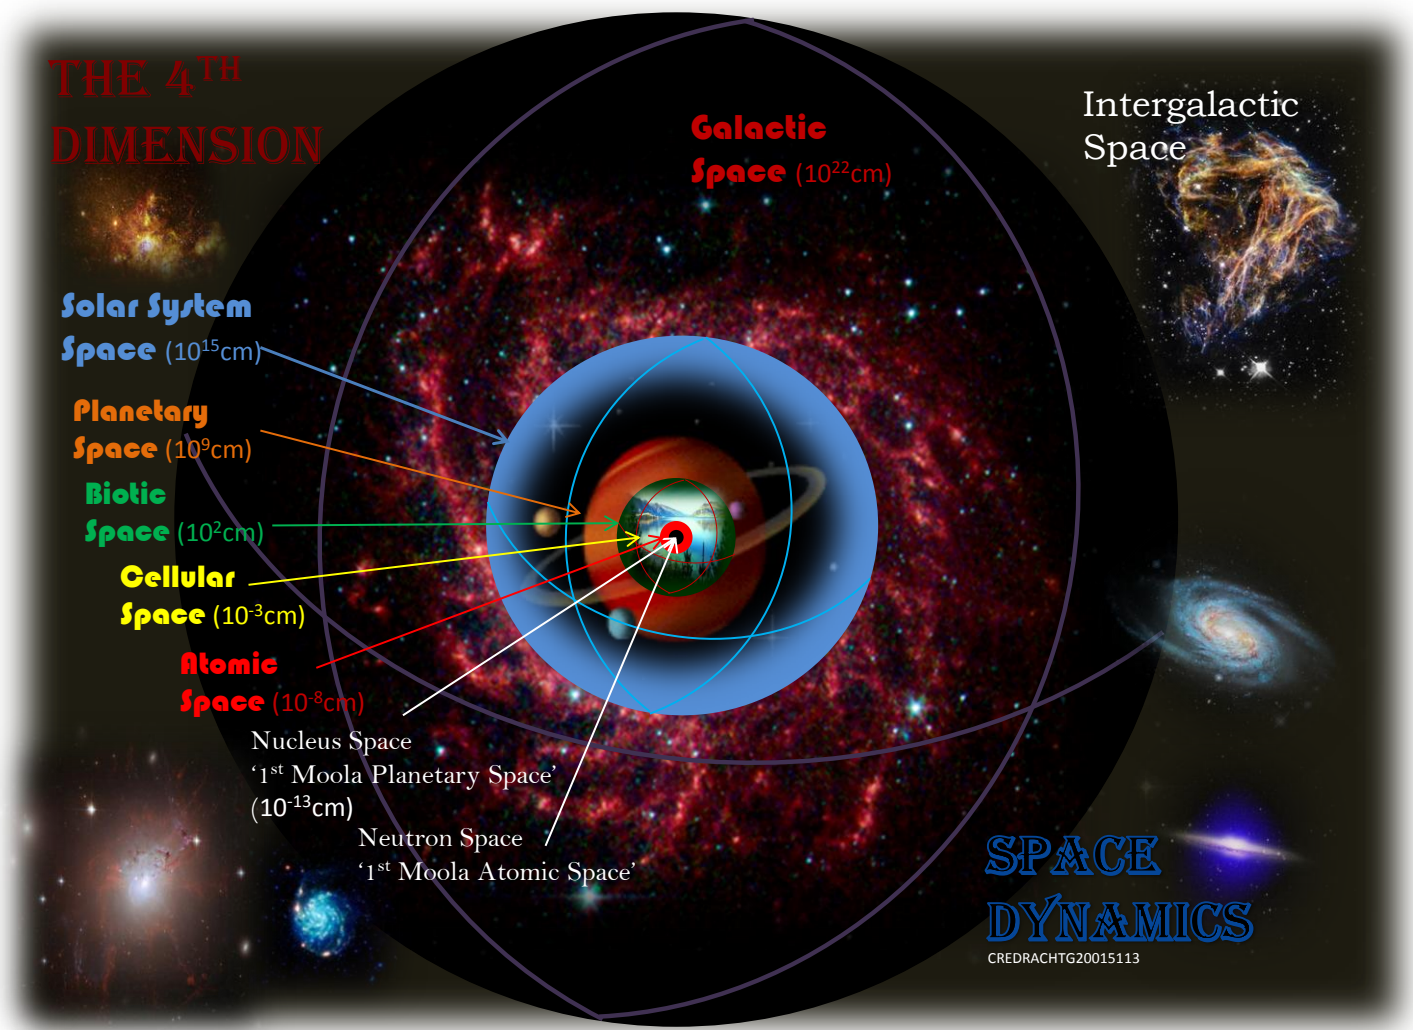 THE 4TH
DIMENSION
Galactic
Space (10²²cm)
Intergalactic
Space
Solar System
Space (10¹⁵cm)
Planetary
Space (10⁹cm)
Biotic
Space (10²cm)
Cellular
Space (10⁻³cm)
Atomic
Space (10⁻⁸cm)
Nucleus Space
‘1ˢᵗ Moola Planetary Space’
(10⁻¹³cm)
Neutron Space
‘1ˢᵗ Moola Atomic Space’
SPACE
DYNAMICS
CREDRACHTG20015113